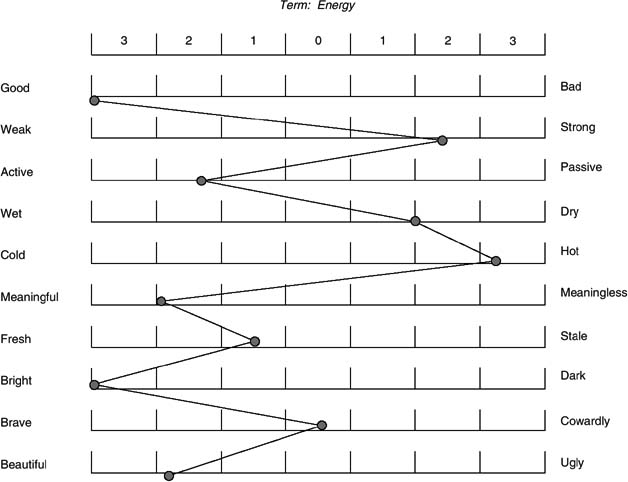 Term: Energy
3 2 1 0 1 2 3
Good Bad
Weak Strong
Active Passive
Wet Dry
Cold Hot
Meaningful Meaningless
Fresh Stale
Bright Dark
Brave Cowardly
Beautiful Ugly